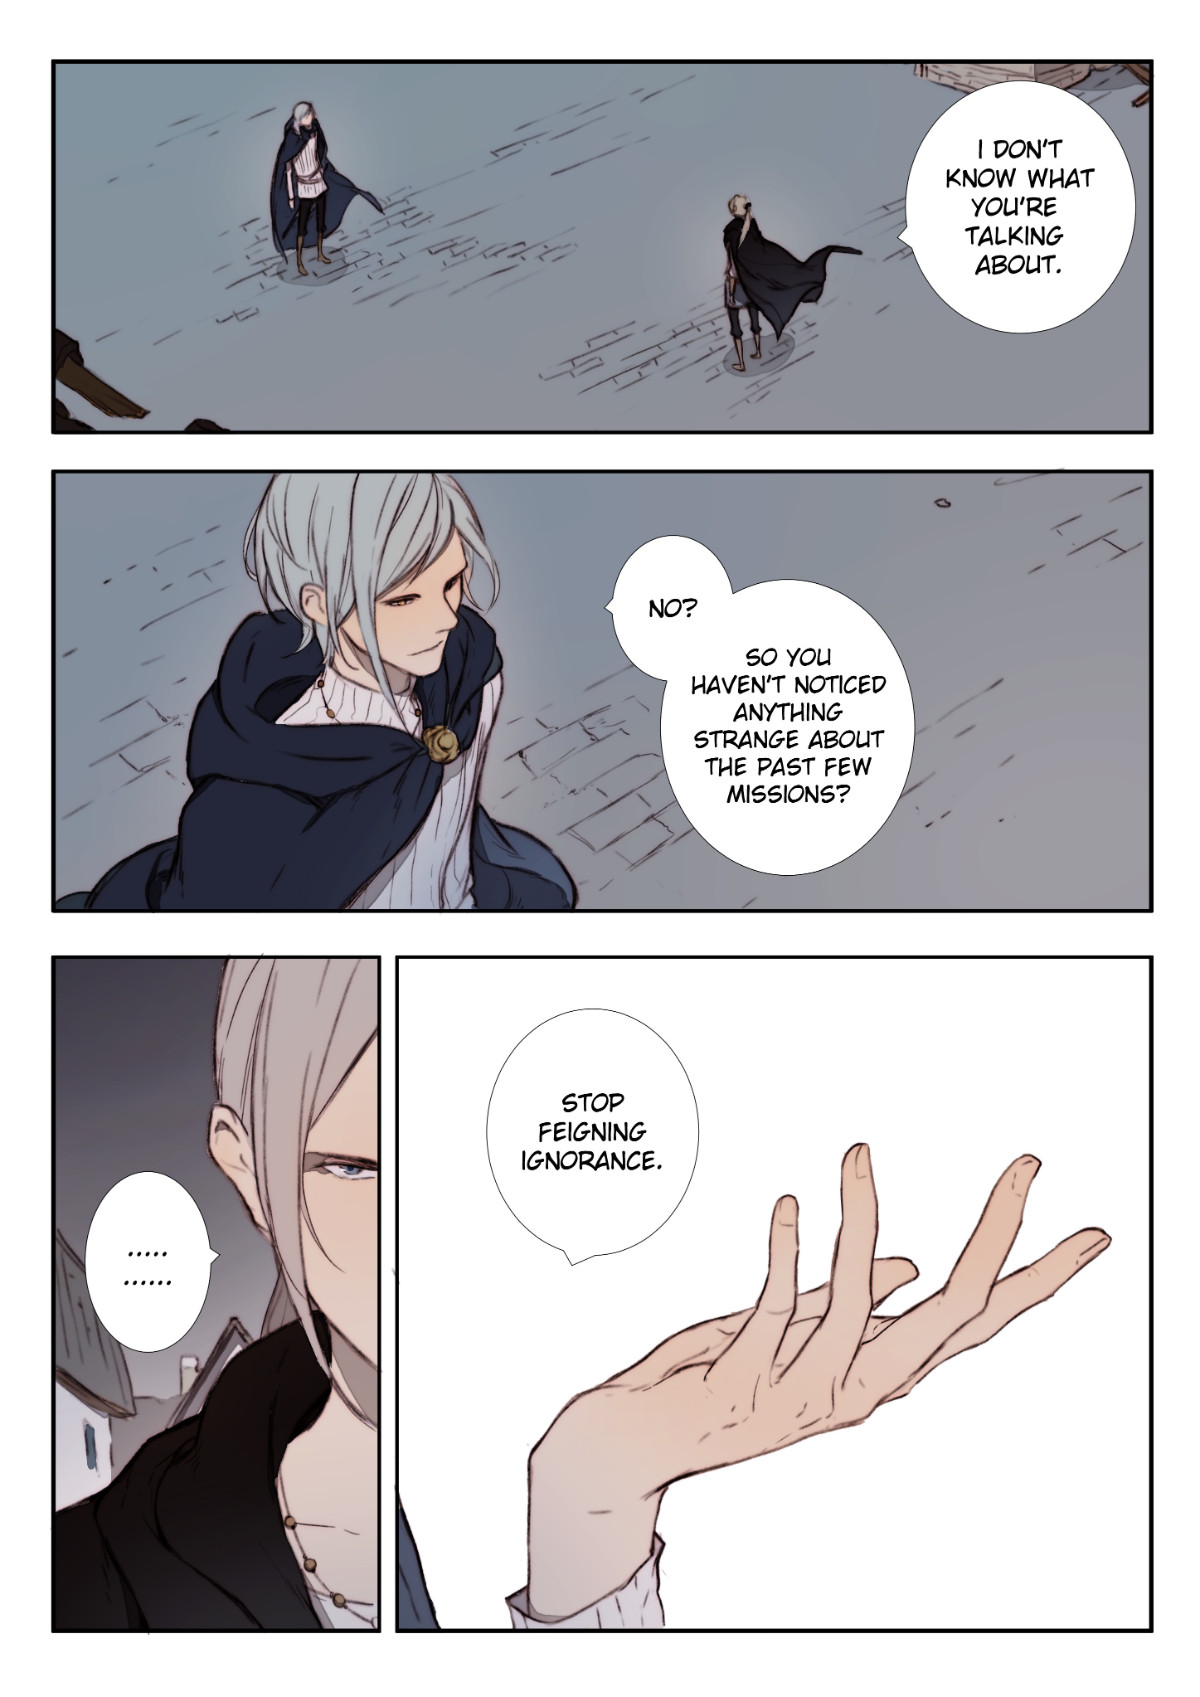 I DON'T
KNOW WHAT
YOU'RE
TALKING
ABOUT.
NO?
SO YOU
HAVEN'T NOTICED
ANYTHING
STRANGE ABOUT
THE PAST FEW
MISSIONS?
.....
......
STOP
FEIGNING
IGNORANCE.